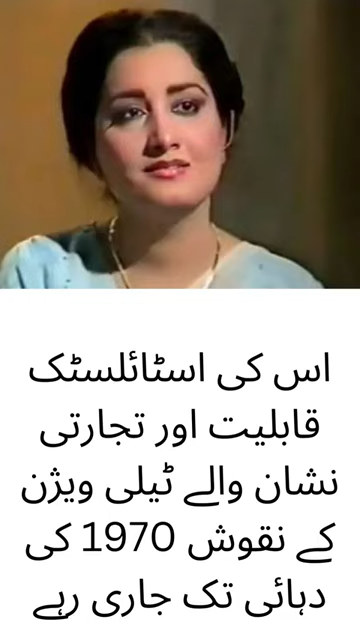 اس کی اسٹائلسٹک
قابلیت اور تجارتی
نشان والے ٹیلی ویژن
کے نقوش 1970 کی
دہائی تک جاری رہے